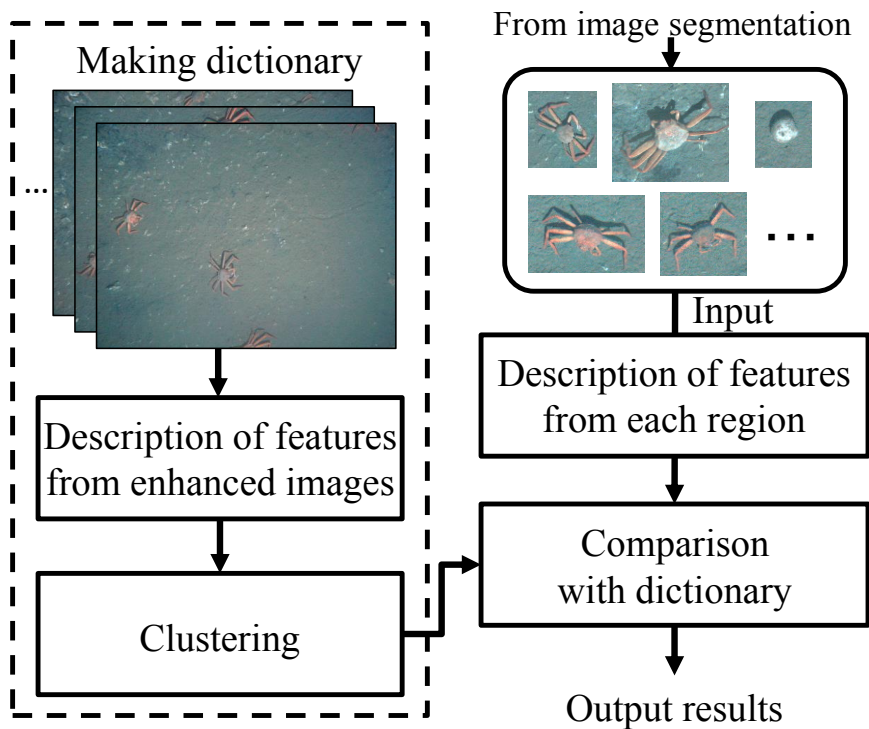 Making dictionary
...
Description of features
from enhanced images
Clustering
From image segmentation
...
Input
Description of features
from each region
Comparison
with dictionary
Output results